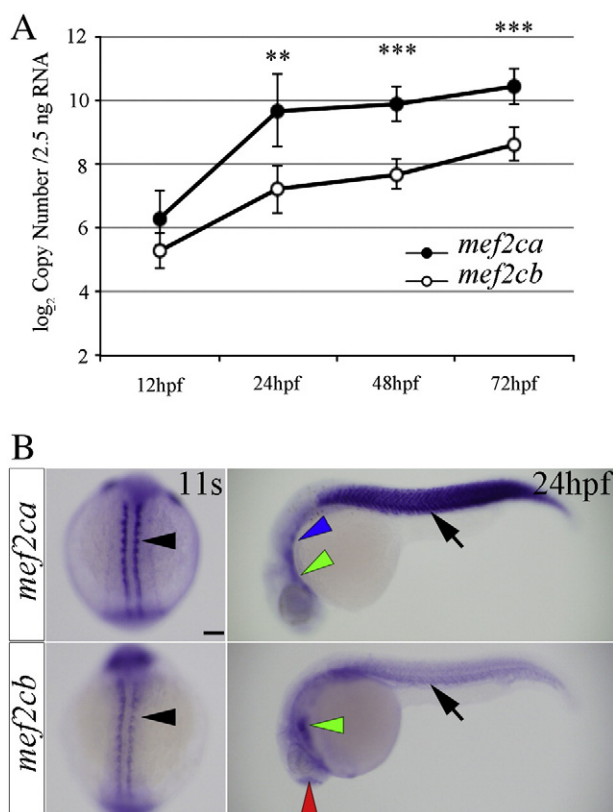 A
12
10
8
6
4
2
log2 Copy Number /2.5 ng RNA
**
***
***
mef2ca
mef2cb
12hpf
24hpf
48hpf
72hpf
B
mef2ca
11s
24hpf
mef2cb